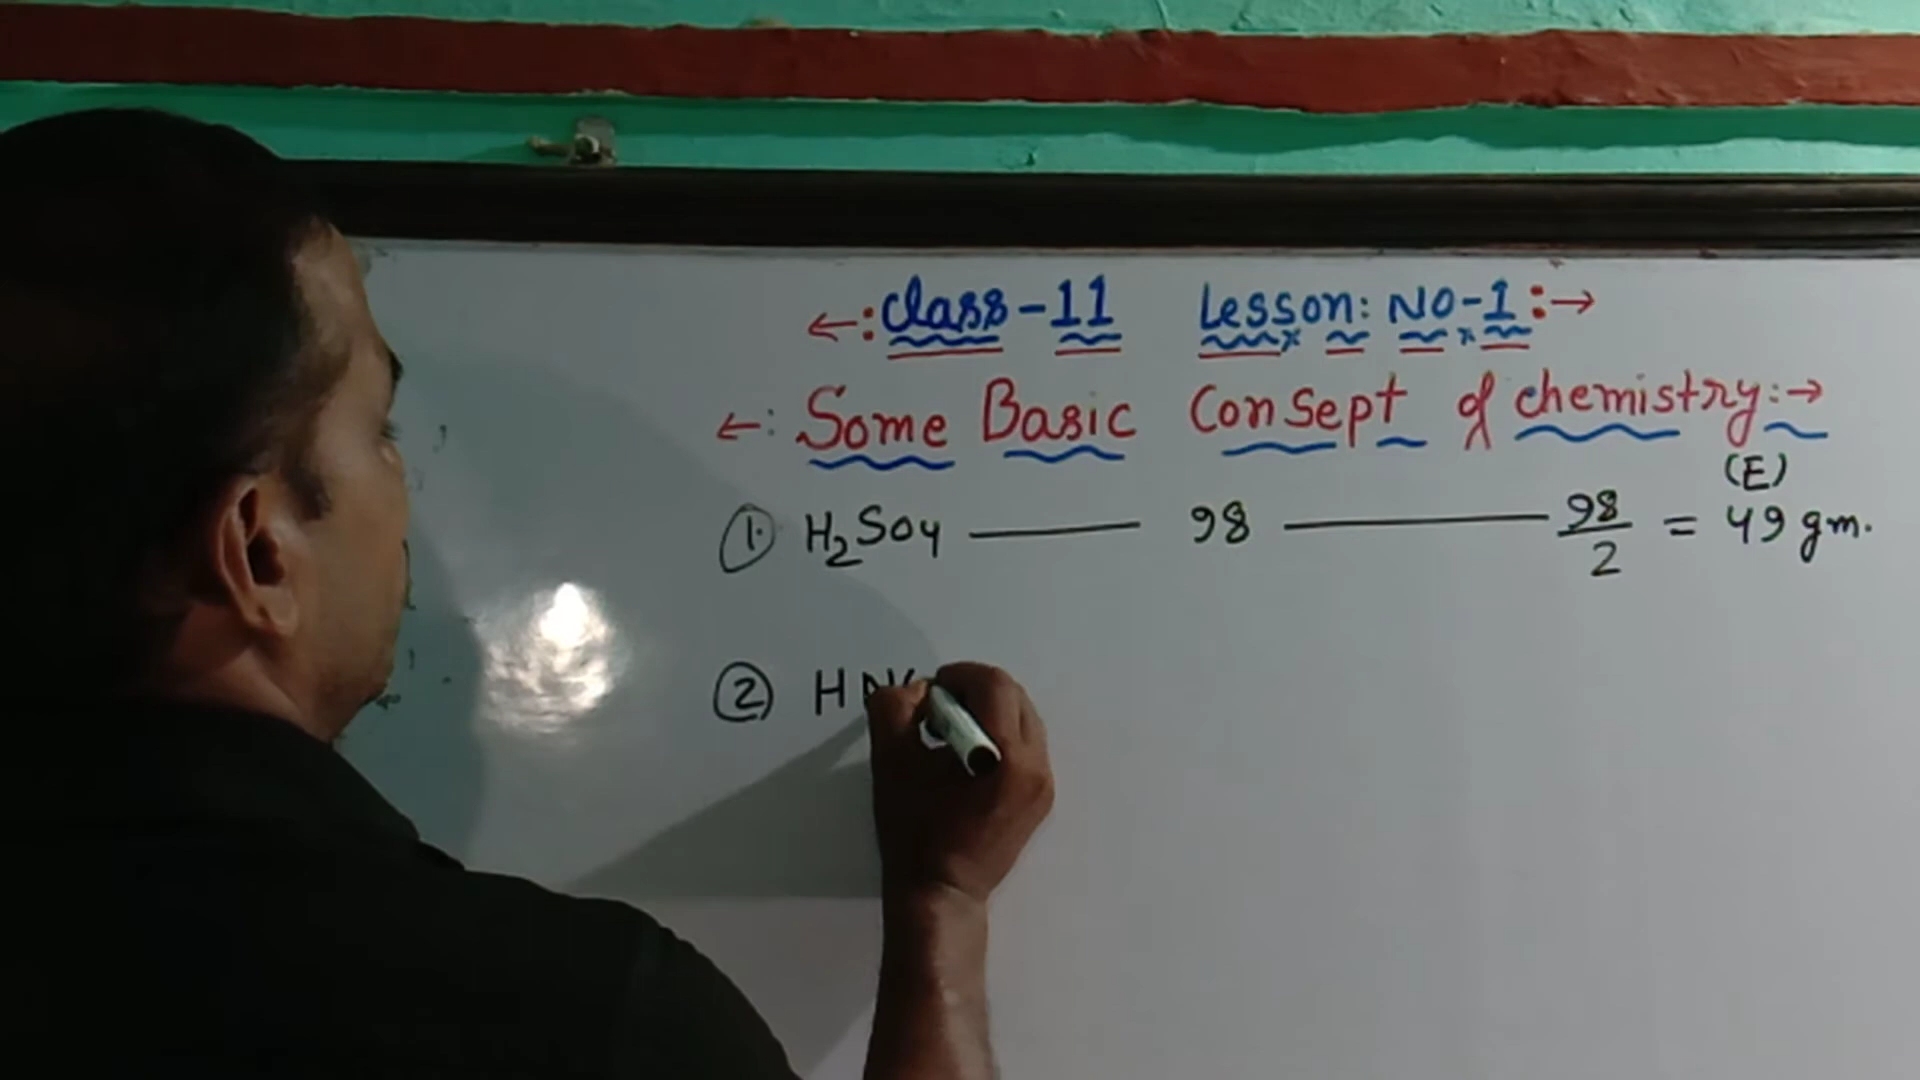 ←:Class-11 Lesson: NO-1:→
←: Some Basic Consept of chemistry:→
(E)
① H₂SO4 —— 98 —— 98/2 = 49 gm.
② HN